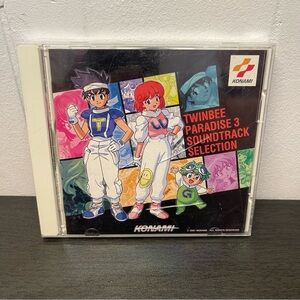 KONAMI
TWINBEE
PARADISE 3
SOUNDTRACK
SELECTION
T
G
KONAMI